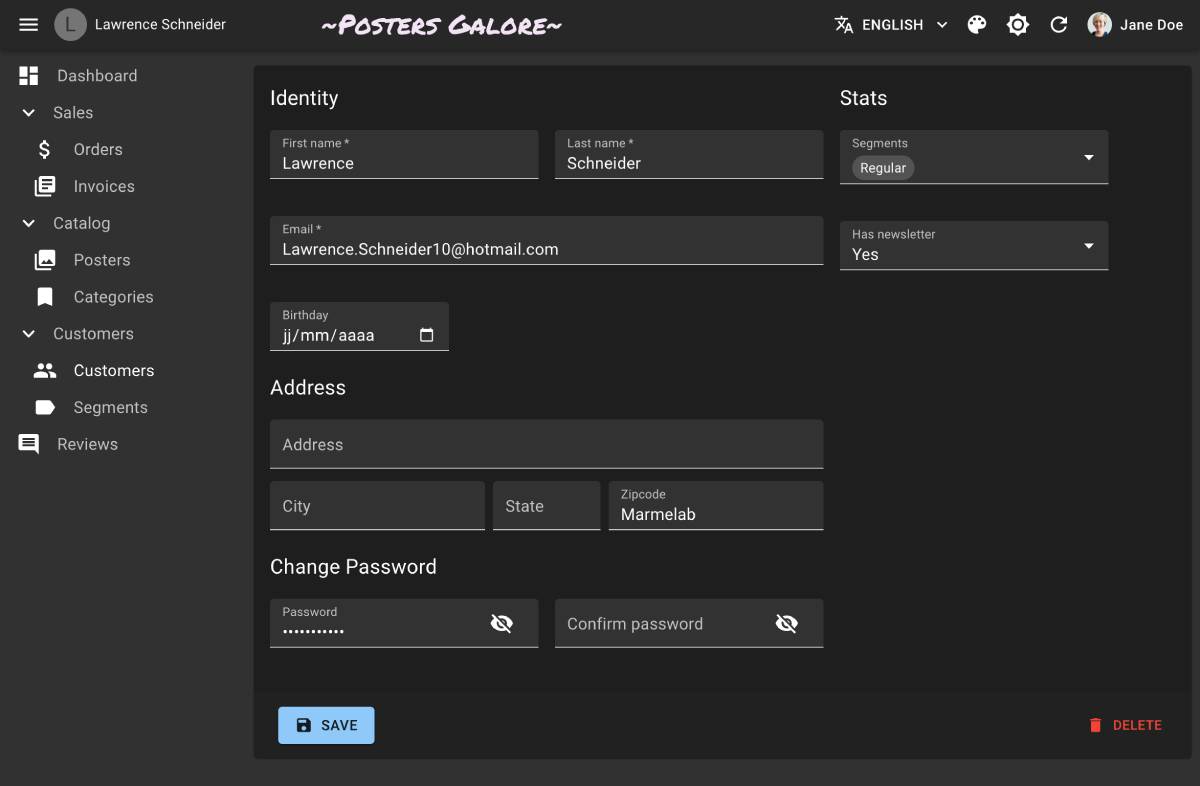 L Lawrence Schneider ~Posters Galore~ ENGLISH Jane Doe
Dashboard
Sales
Orders
Invoices
Catalog
Posters
Categories
Customers
Customers
Segments
Reviews
Identity
First name *
Lawrence
Last name *
Schneider
Email *
Lawrence.Schneider10@hotmail.com
Birthday
jj/mm/aaaa
Stats
Segments
Regular
Has newsletter
Yes
Address
Address
City
State
Zipcode
Marmelab
Change Password
Password
•••••••••••
Confirm password
SAVE
DELETE